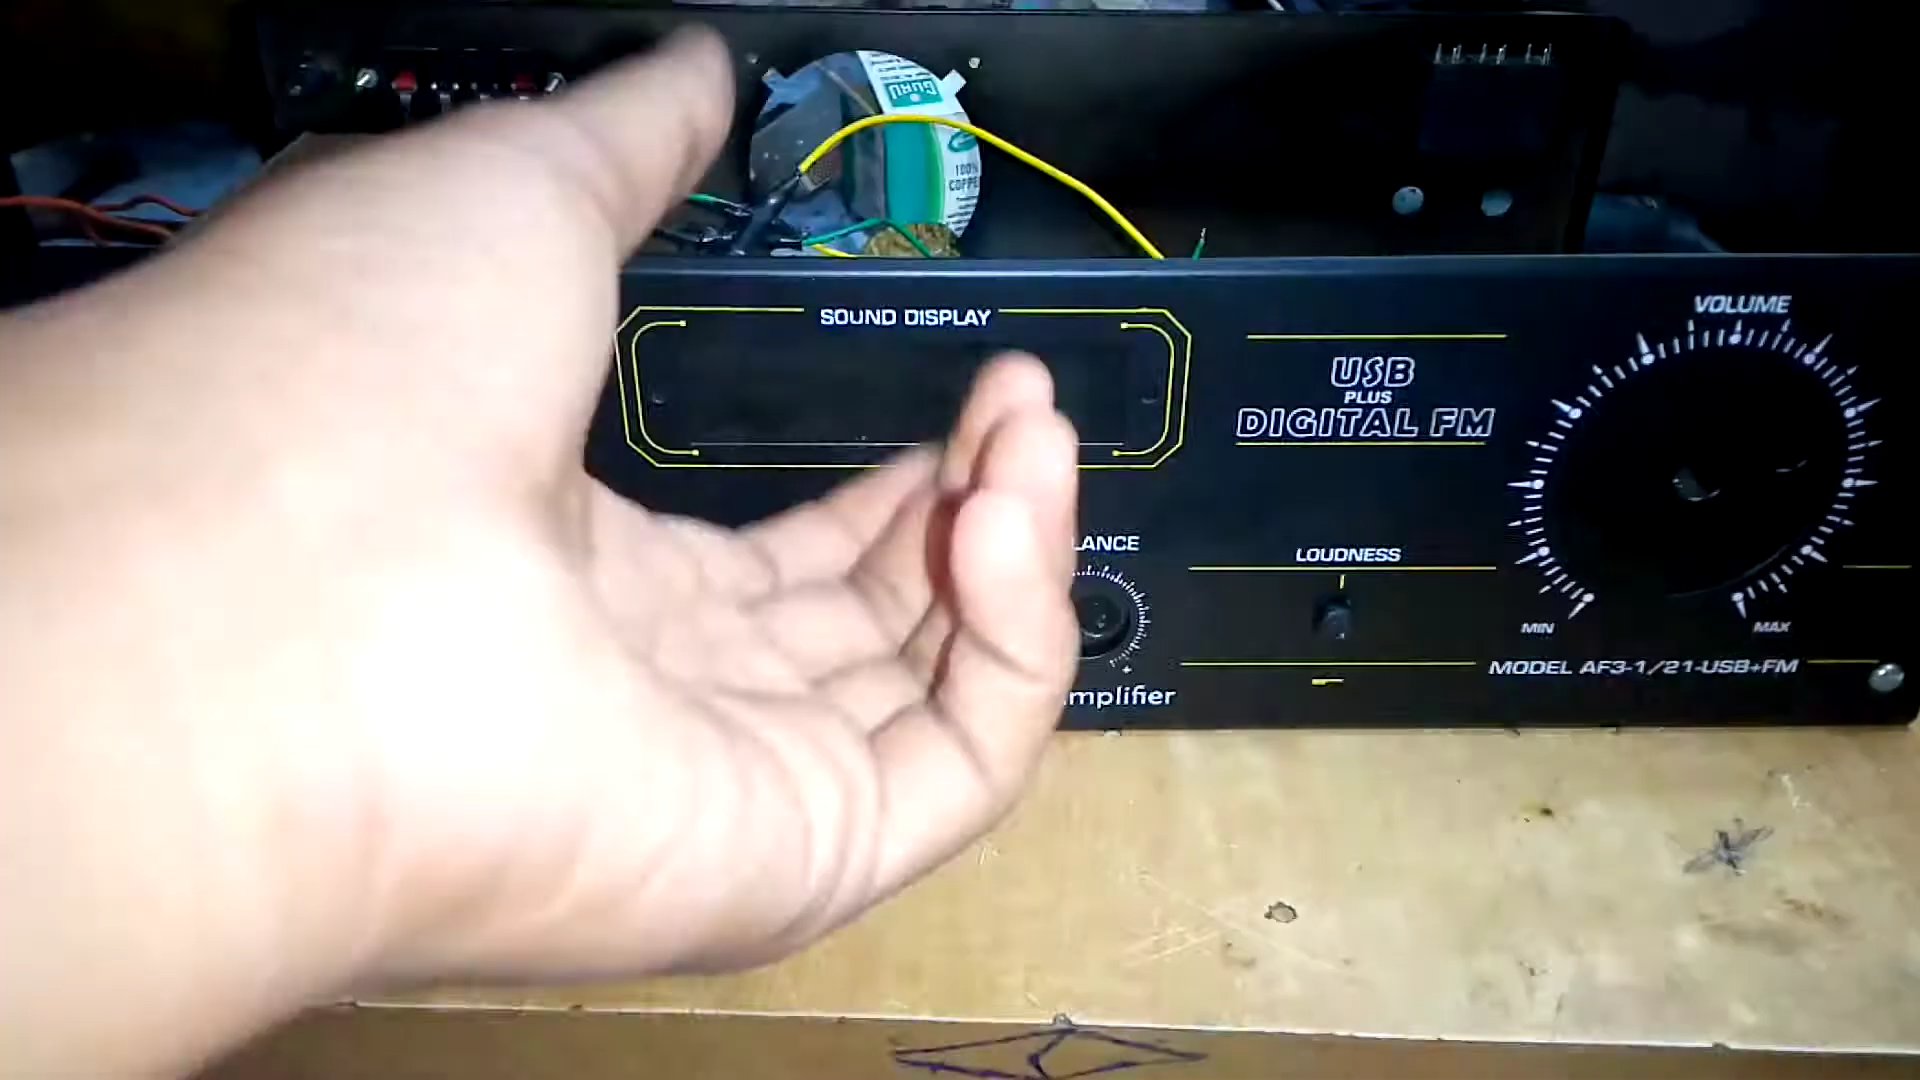 GURU
100%
SOUND DISPLAY
VOLUME
USB
PLUS
DIGITAL FM
LANCE
LOUDNESS
MIN
MAX
MODEL AF3-1/21-USB+FM
mplifier